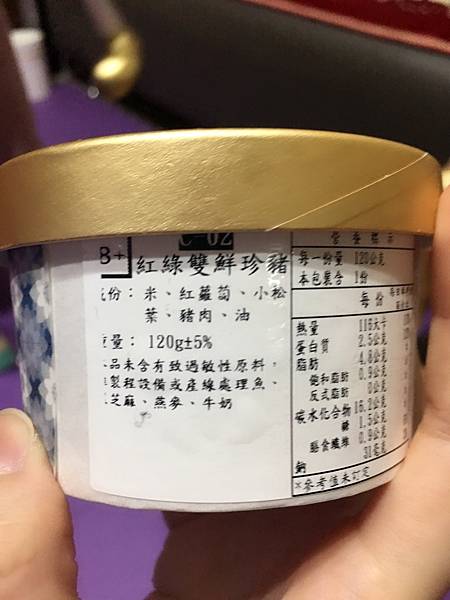 C-02
8+
紅綠雙鮮珍豬
份： 米、紅蘿蔔、小松
葉、豬肉、油
重量： 120g±5%
品未含有致過敏性原料，
製程設備或產線處理魚、
芝麻、燕麥、牛奶
營養標示
每一份量 120公克
本包裝含 1份
每份
熱量 116大卡
蛋白質 2.5公克
脂肪 4.8公克
飽和脂肪 0.9公克
反式脂肪 0公克
碳水化合物 16.2公克
糖 1.5公克
膳食纖維 0.9公克
鈉 31毫克
*參考值未訂定